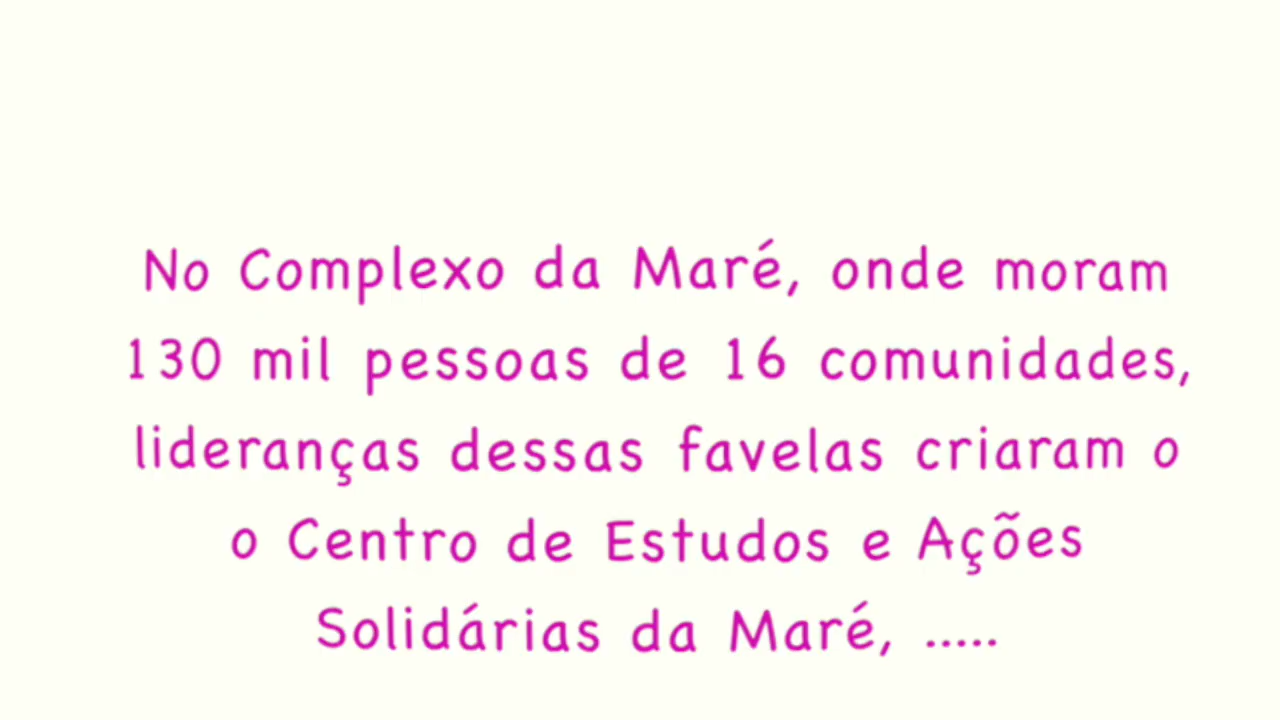 No Complexo da Maré, onde moram
130 mil pessoas de 16 comunidades,
lideranças dessas favelas criaram o
o Centro de Estudos e Ações
Solidárias da Maré, .....